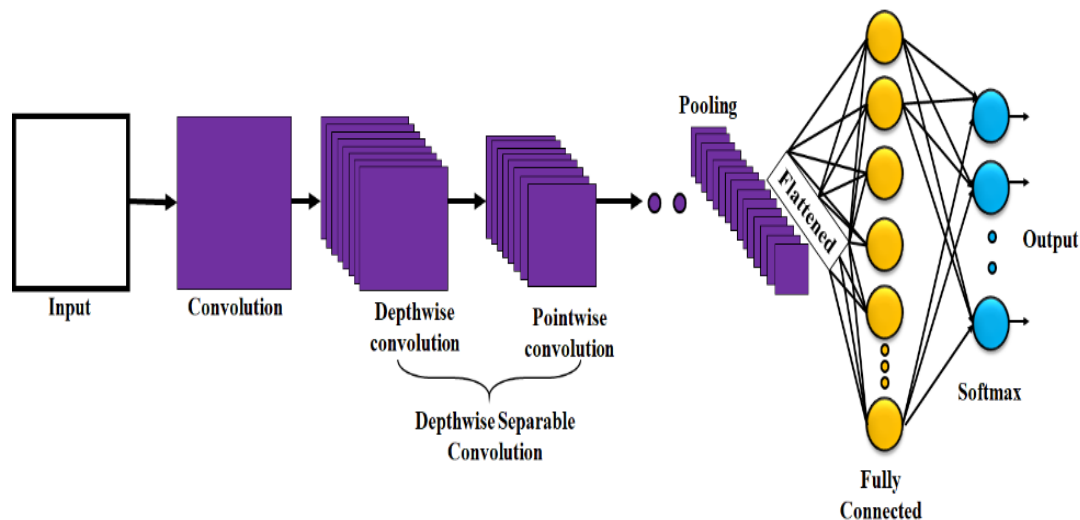 Input
Convolution
Depthwise
convolution
Pointwise
convolution
Depthwise Separable
Convolution
Pooling
Flattened
Fully
Connected
Softmax
Output